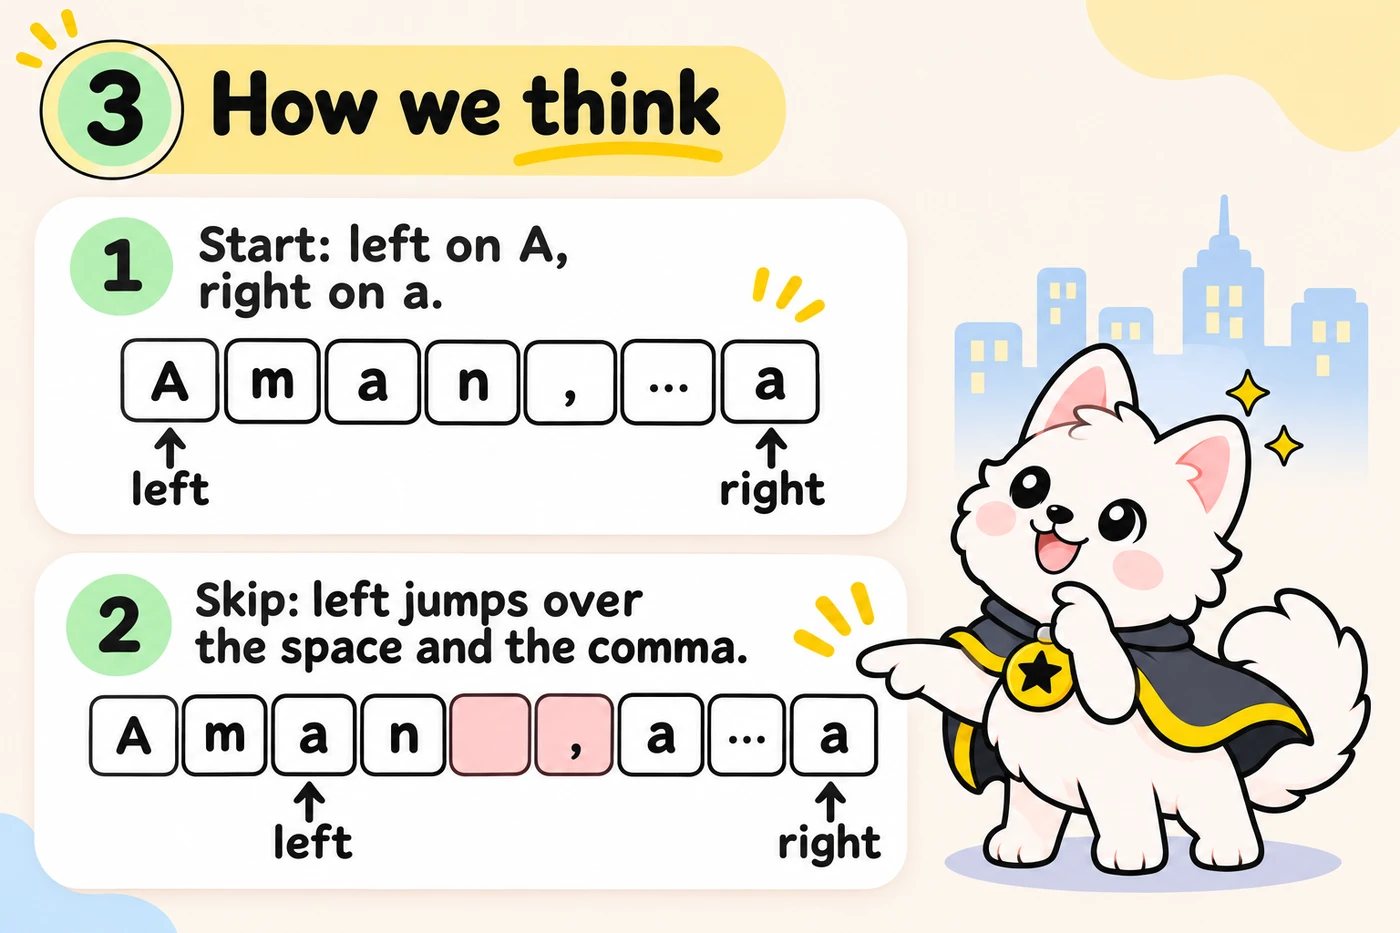 3 How we think
1 Start: left on A,
right on a.
A m a n , ... a
left right
2 Skip: left jumps over
the space and the comma.
A m a n , a ... a
left right